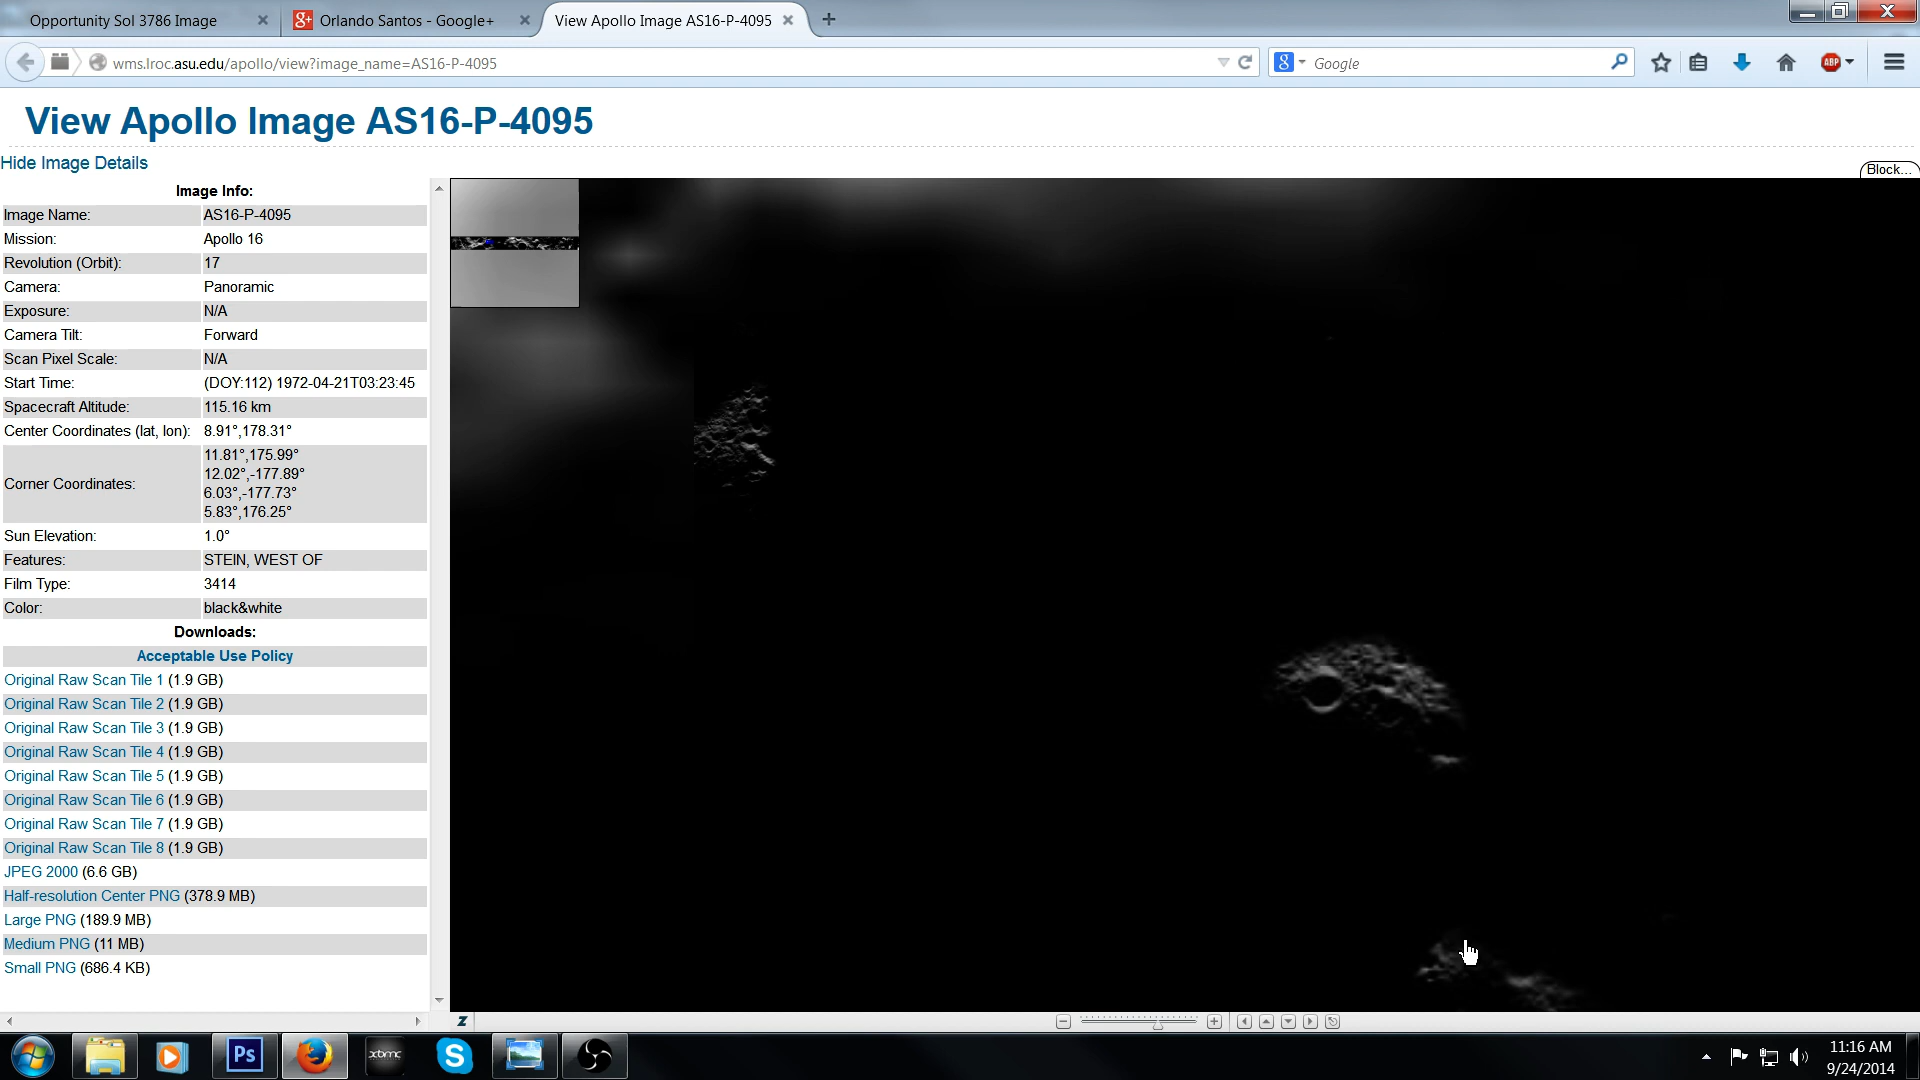 Opportunity Sol 3786 Image
Orlando Santos - Google+
View Apollo Image AS16-P-4095
wms.lroc.asu.edu/apollo/view?image_name=AS16-P-4095
Google
ABP
View Apollo Image AS16-P-4095
Hide Image Details
Block...
Image Info:
Image Name: AS16-P-4095
Mission: Apollo 16
Revolution (Orbit): 17
Camera: Panoramic
Exposure: N/A
Camera Tilt: Forward
Scan Pixel Scale: N/A
Start Time: (DOY:112) 1972-04-21T03:23:45
Spacecraft Altitude: 115.16 km
Center Coordinates (lat, lon): 8.91°,178.31°
Corner Coordinates: 11.81°,175.99°
12.02°,-177.89°
6.03°,-177.73°
5.83°,176.25°
Sun Elevation: 1.0°
Features: STEIN, WEST OF
Film Type: 3414
Color: black&white
Downloads:
Acceptable Use Policy
Original Raw Scan Tile 1 (1.9 GB)
Original Raw Scan Tile 2 (1.9 GB)
Original Raw Scan Tile 3 (1.9 GB)
Original Raw Scan Tile 4 (1.9 GB)
Original Raw Scan Tile 5 (1.9 GB)
Original Raw Scan Tile 6 (1.9 GB)
Original Raw Scan Tile 7 (1.9 GB)
Original Raw Scan Tile 8 (1.9 GB)
JPEG 2000 (6.6 GB)
Half-resolution Center PNG (378.9 MB)
Large PNG (189.9 MB)
Medium PNG (11 MB)
Small PNG (686.4 KB)
Z
Ps
xbmc
11:16 AM
9/24/2014